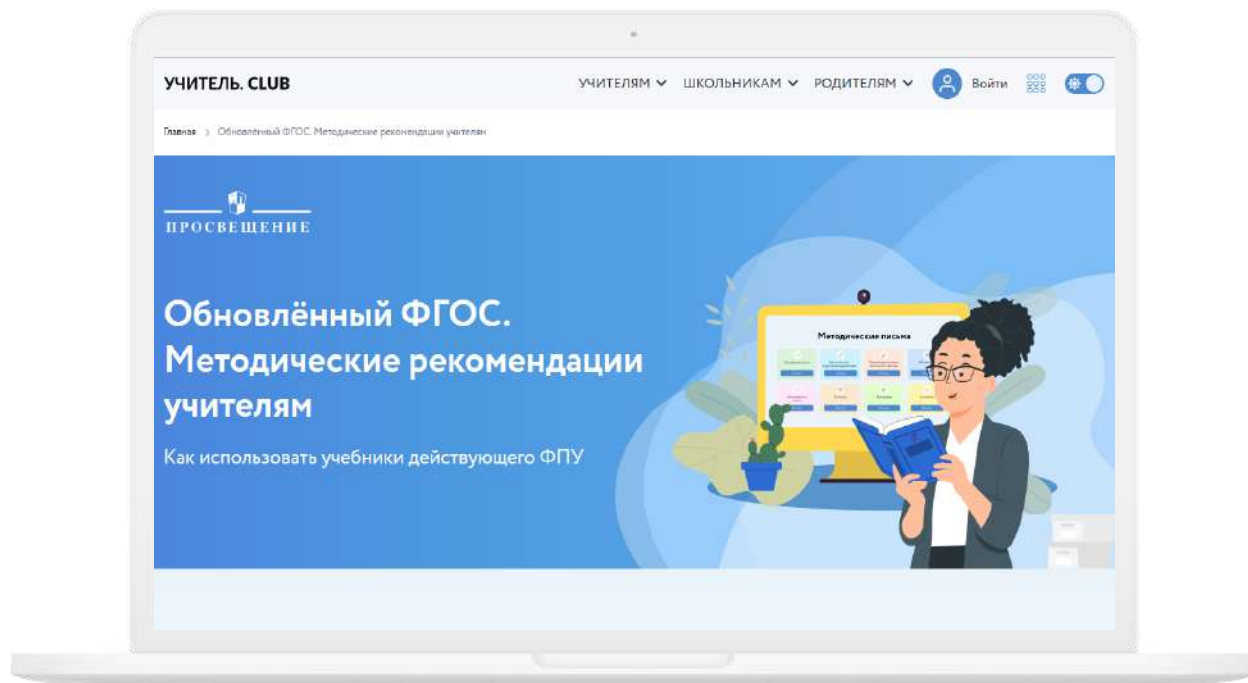 УЧИТЕЛЬ. CLUB
УЧИТЕЛЯМ ШКОЛЬНИКАМ РОДИТЕЛЯМ Войти
Главная > Обновлённый ФГОС. Методические рекомендации учителям
ПРОСВЕЩЕНИЕ
Обновлённый ФГОС.
Методические рекомендации
учителям
Как использовать учебники действующего ФПУ
Методические письма